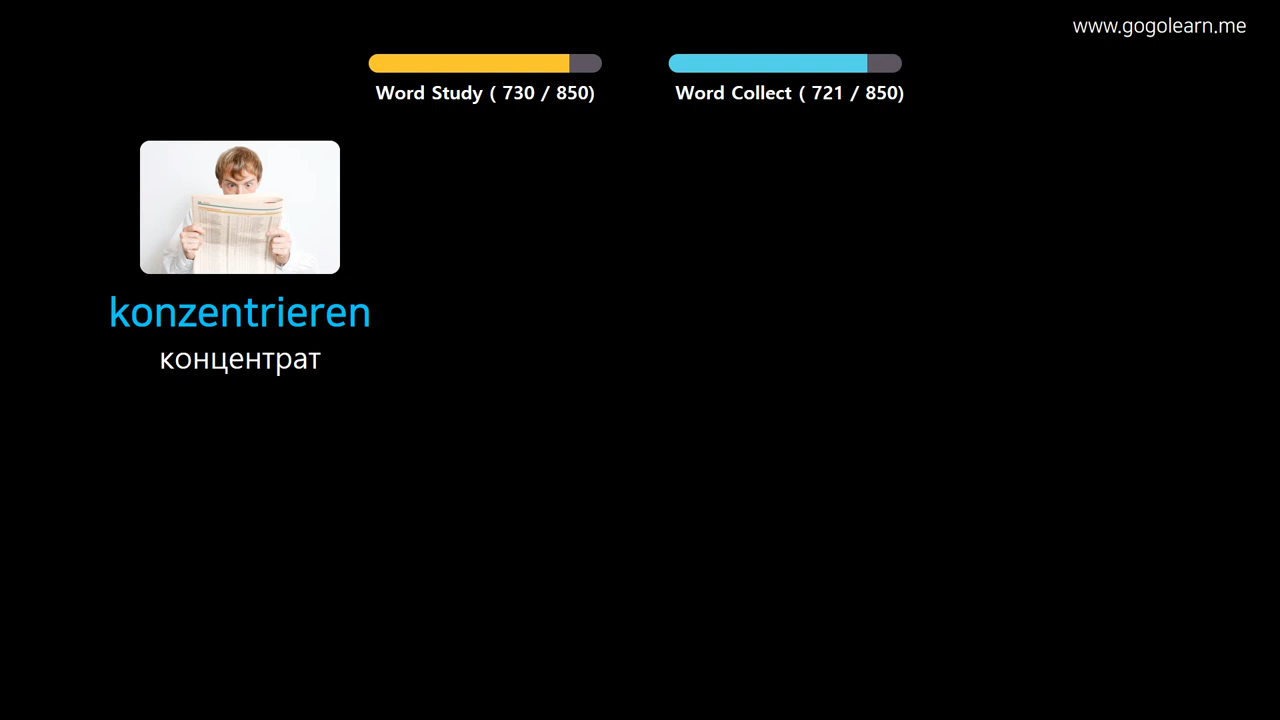 www.gogolearn.me
Word Study ( 730 / 850)
Word Collect ( 721 / 850)
konzentrieren
концентрат